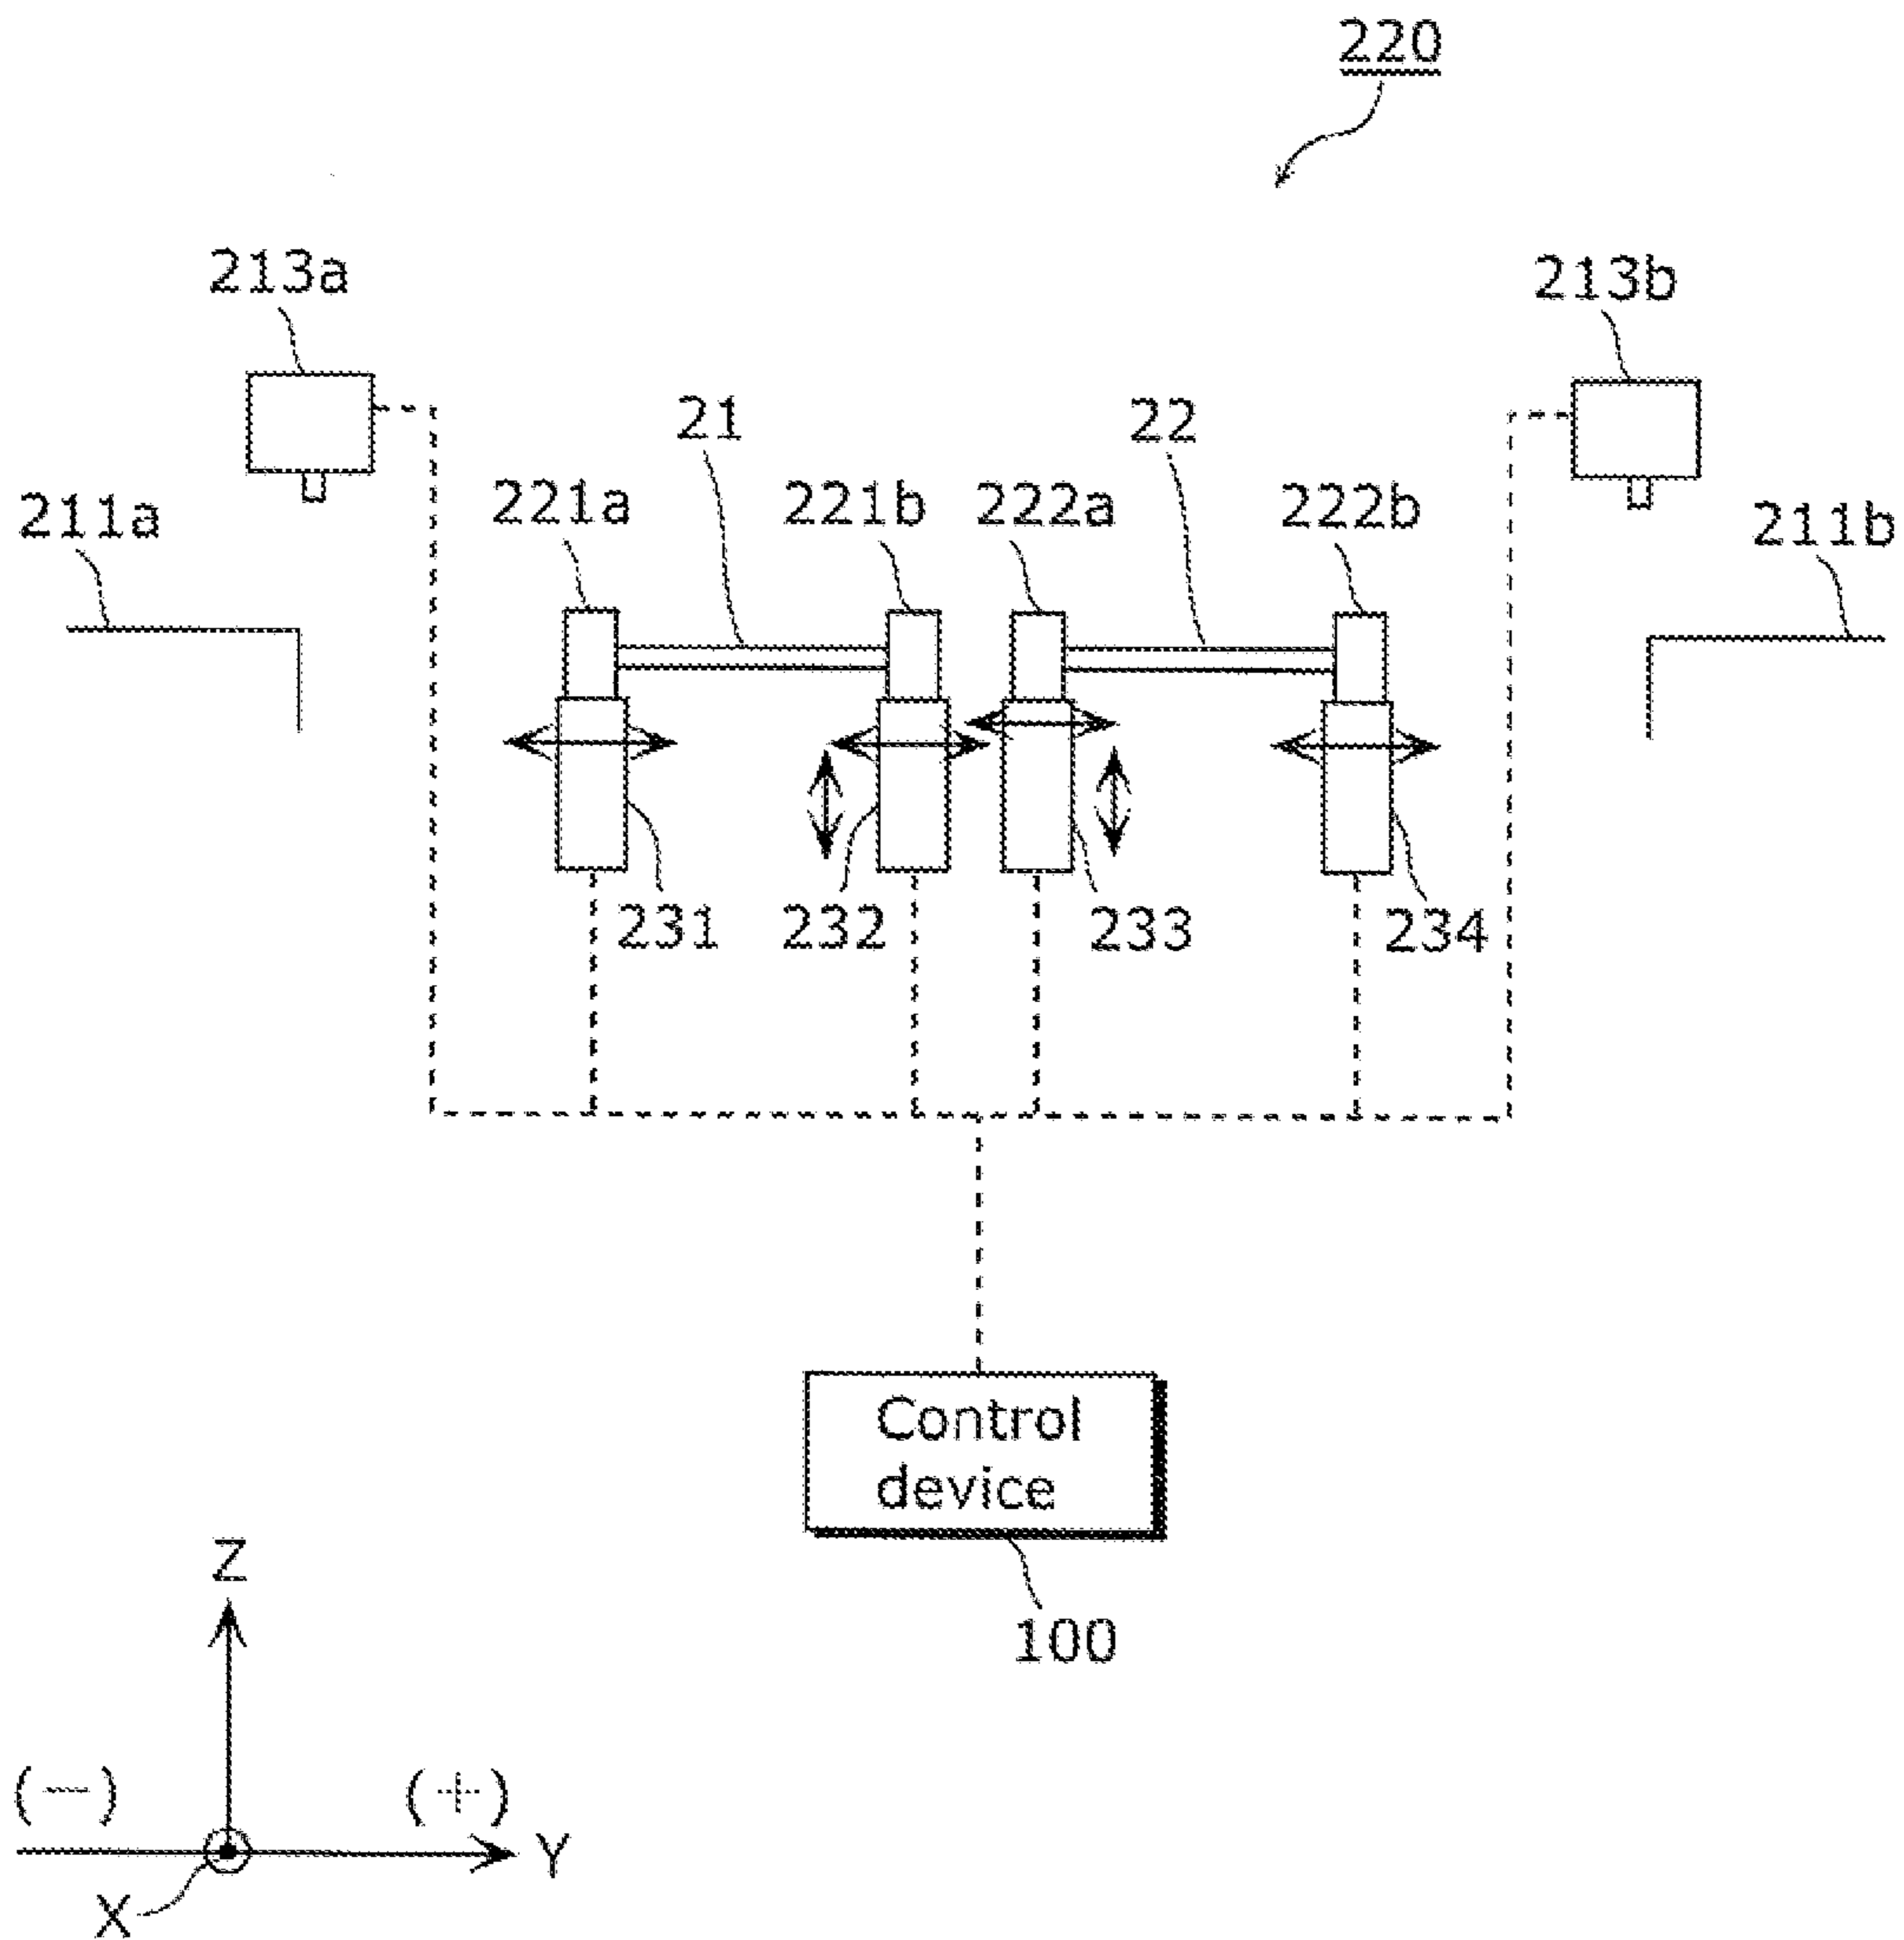 220
213a
213b
21
22
221a
221b
222a
222b
211a
211b
231
232
233
234
Control
device
100
Z
(—)
(+)
Y
X